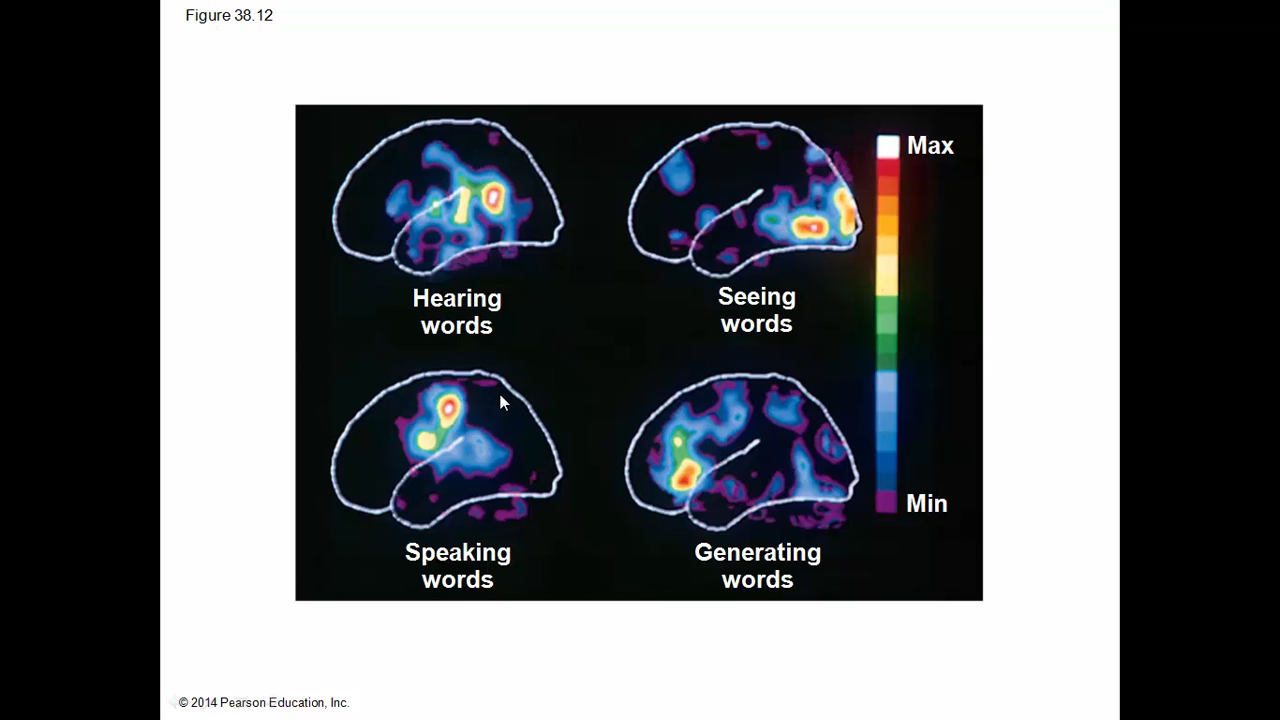 Figure 38.12
Max
Hearing
words
Seeing
words
Min
Speaking
words
Generating
words
© 2014 Pearson Education, Inc.